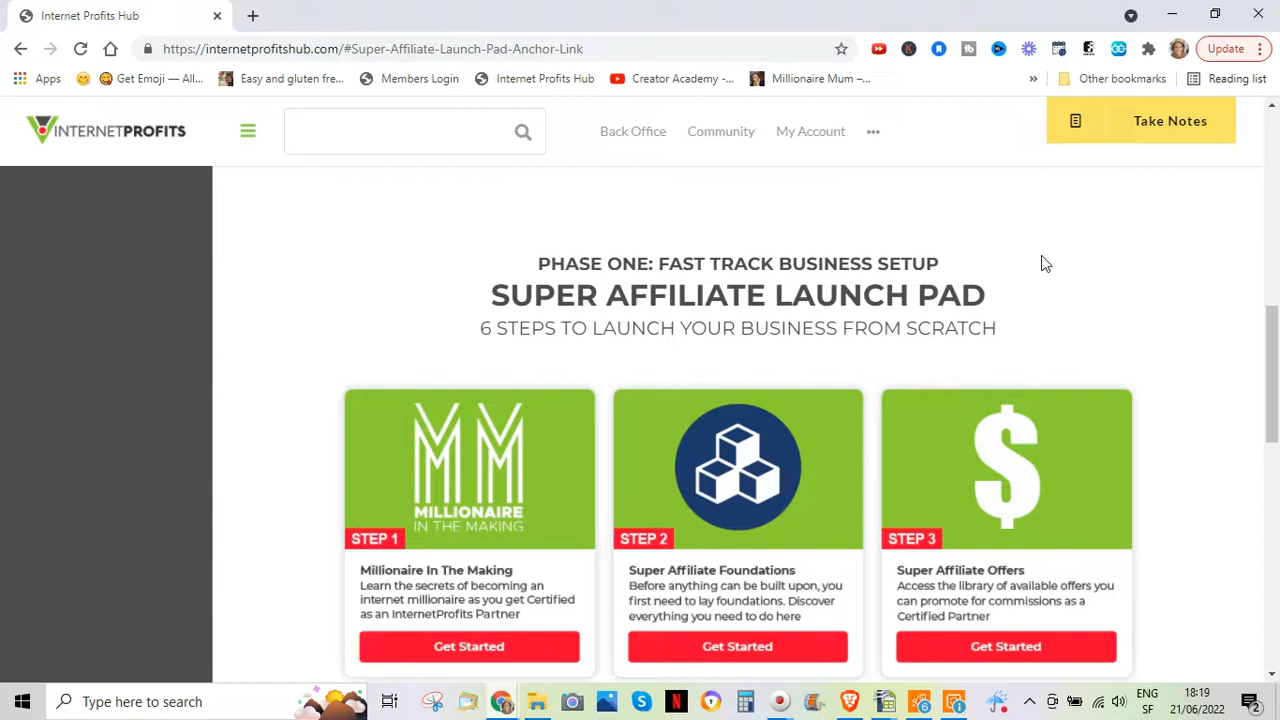 Internet Profits Hub
https://internetprofitshub.com/#Super-Affiliate-Launch-Pad-Anchor-Link
Update
Apps
Get Emoji — All...
Easy and gluten fre...
Members Login
Internet Profits Hub
Creator Academy -...
Millionaire Mum –...
»
Other bookmarks
Reading list
INTERNETPROFITS
Back Office
Community
My Account
Take Notes
PHASE ONE: FAST TRACK BUSINESS SETUP
SUPER AFFILIATE LAUNCH PAD
6 STEPS TO LAUNCH YOUR BUSINESS FROM SCRATCH
MM
MILLIONAIRE
IN THE MAKING
STEP 1
Millionaire In The Making
Learn the secrets of becoming an
internet millionaire as you get Certified
as an InternetProfits Partner
Get Started
STEP 2
Super Affiliate Foundations
Before anything can be built upon, you
first need to lay foundations. Discover
everything you need to do here
Get Started
$
STEP 3
Super Affiliate Offers
Access the library of available offers you
can promote for commissions as a
Certified Partner
Get Started
Type here to search
6
ENG
SF
8:19
21/06/2022
2